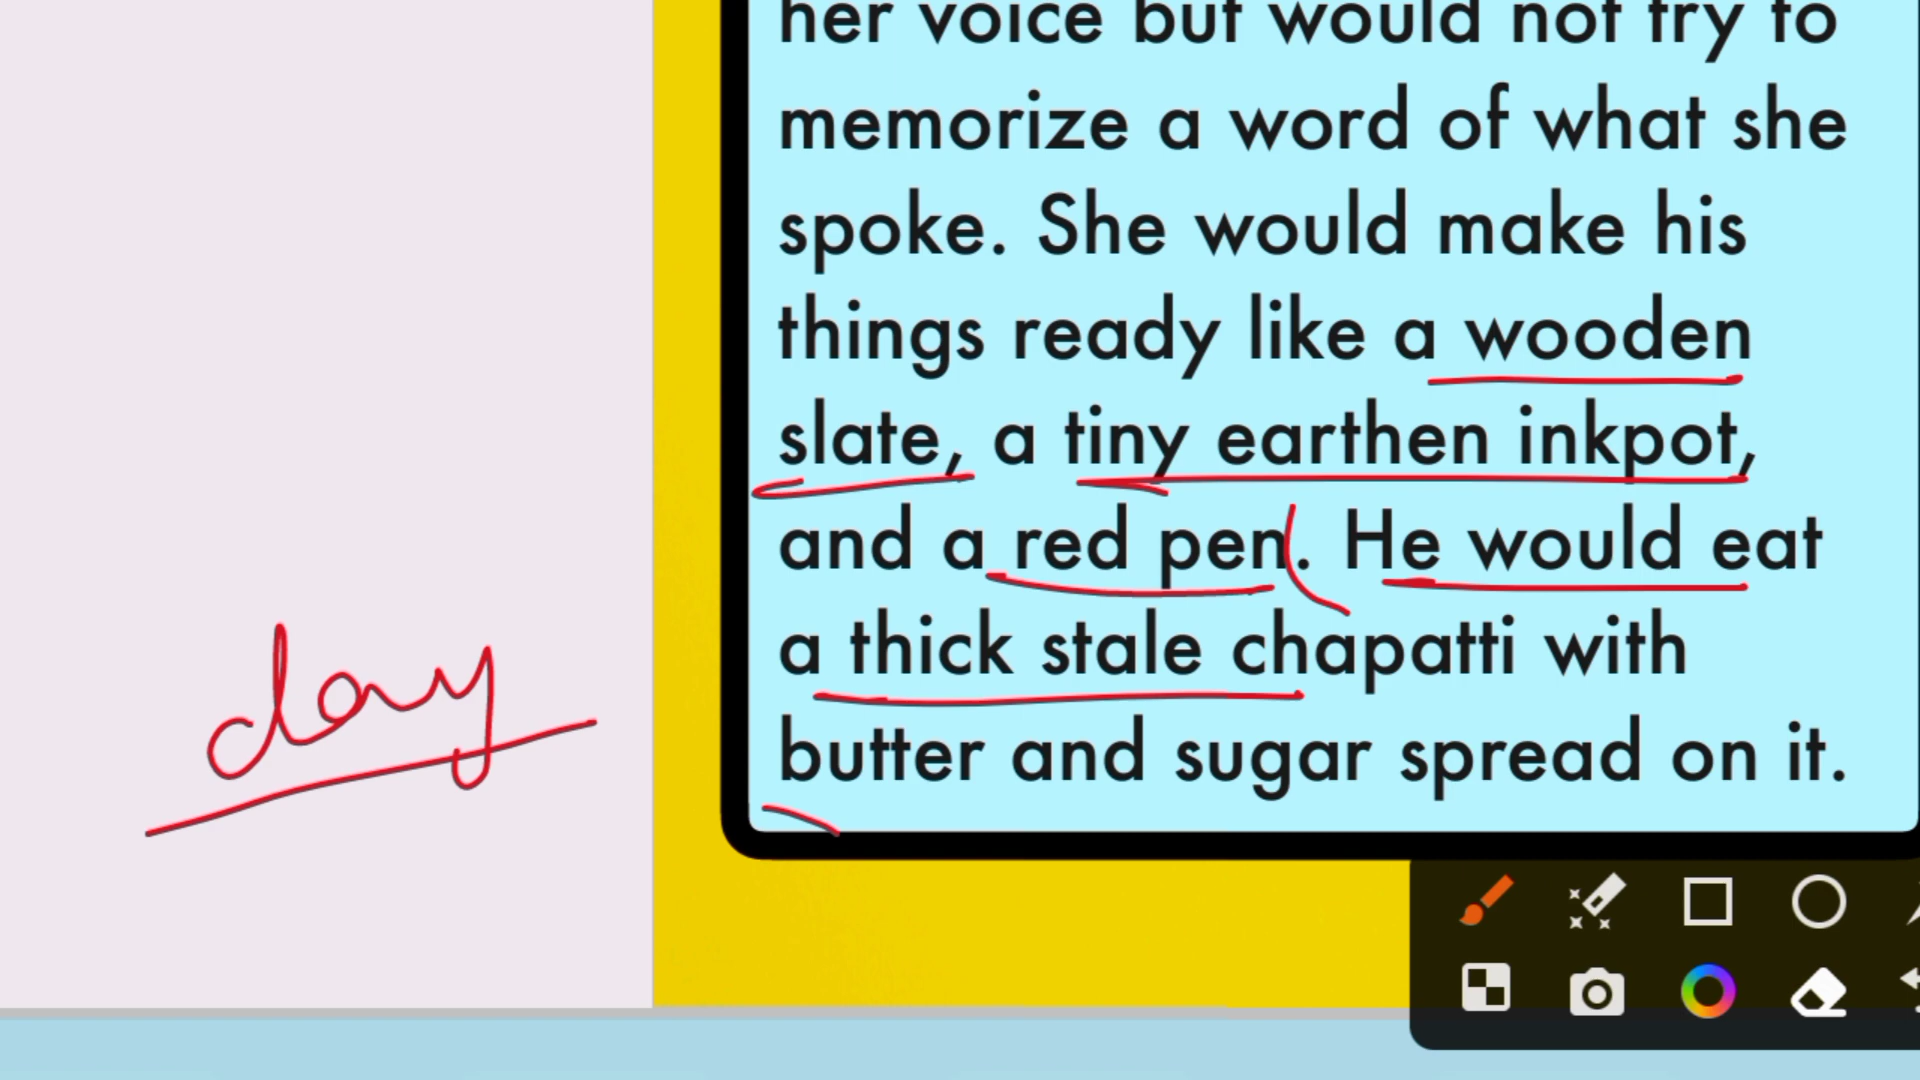 her voice but would not try to
memorize a word of what she
spoke. She would make his
things ready like a wooden
slate, a tiny earthen inkpot,
and a red pen. He would eat
a thick stale chapatti with
butter and sugar spread on it.
day